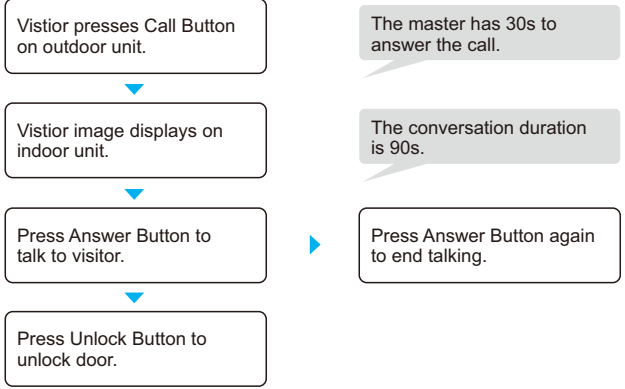 Vistior presses Call Button
on outdoor unit.
The master has 30s to
answer the call.
Vistior image displays on
indoor unit.
The conversation duration
is 90s.
Press Answer Button to
talk to visitor.
Press Answer Button again
to end talking.
Press Unlock Button to
unlock door.